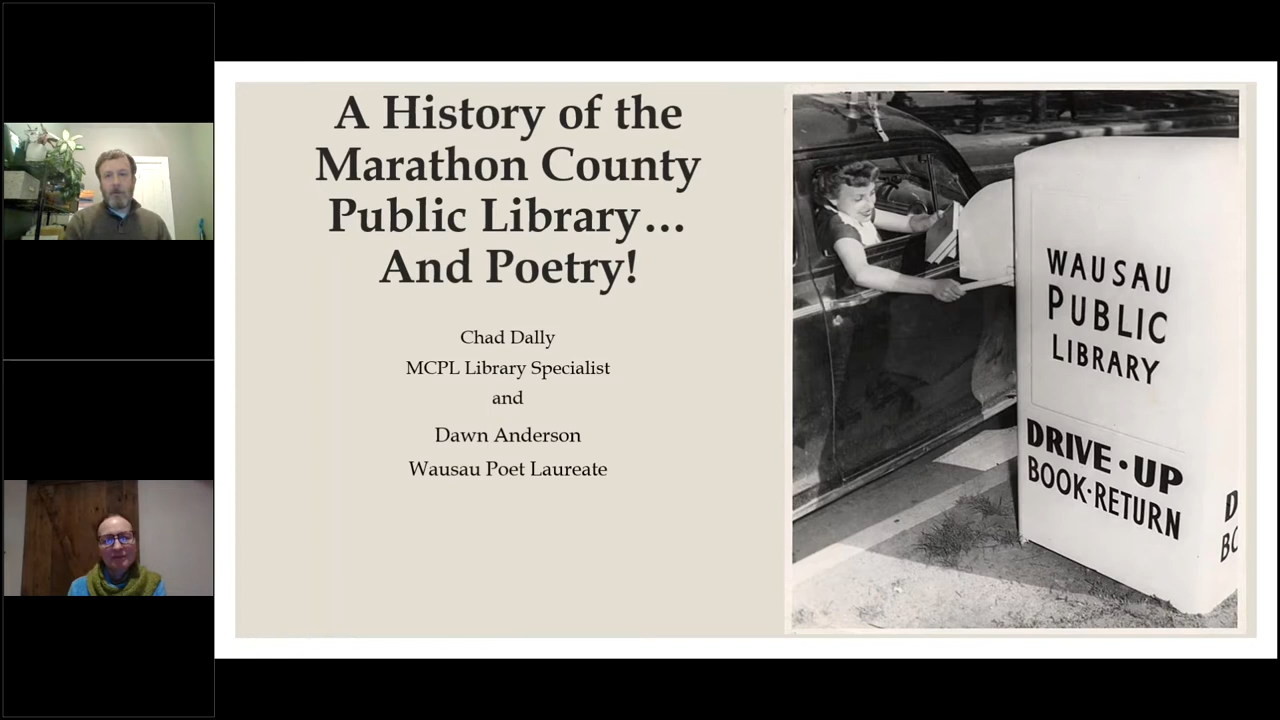 A History of the
Marathon County
Public Library...
And Poetry!
Chad Dally
MCPL Library Specialist
and
Dawn Anderson
Wausau Poet Laureate
WAUSAU
PUBLIC
LIBRARY
DRIVE·UP
BOOK·RETURN
D
BO